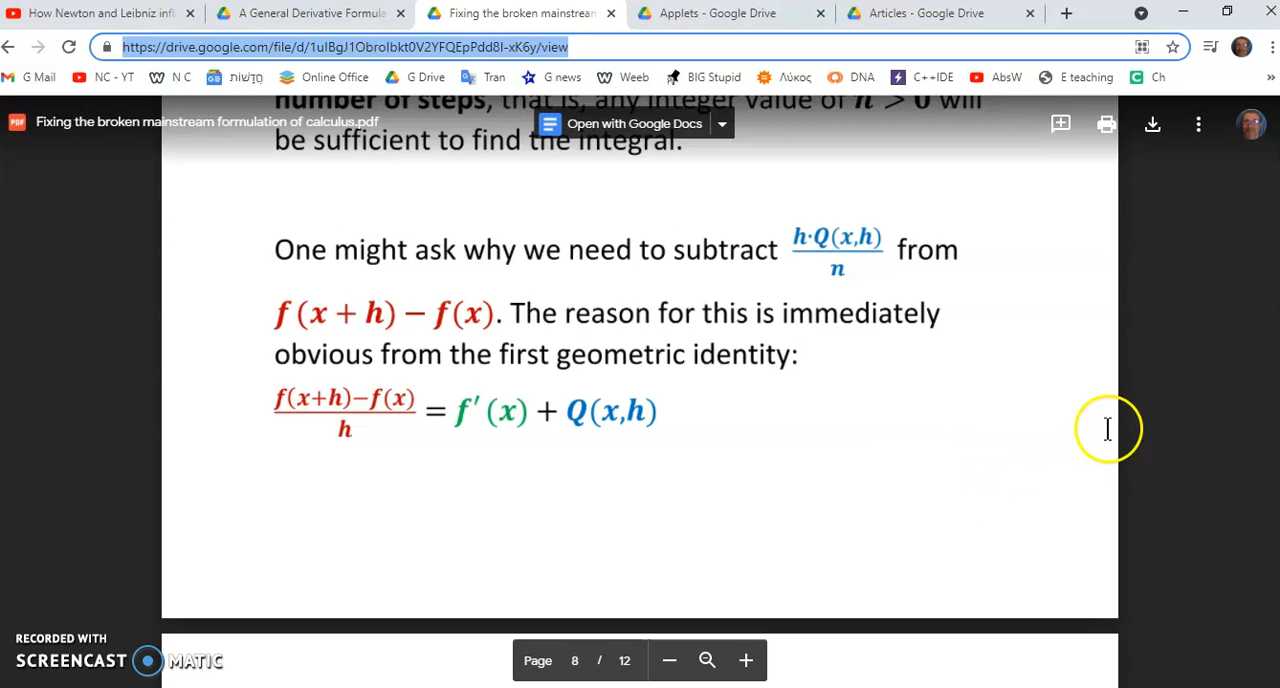 How Newton and Leibniz infl
A General Derivative Formula
Fixing the broken mainstream
Applets - Google Drive
Articles - Google Drive
https://drive.google.com/file/d/1uIBgJ1ObroIbkt0V2YFQEpPdd8l-xK6y/view
G Mail NC - YT N C חֲדָשׁוֹת Online Office G Drive Tran G news Weeb BIG Stupid Λύκος DNA C++IDE AbsW E teaching Ch »
number of steps, that is, any integer value of n > 0 will
Fixing the broken mainstream formulation of calculus.pdf
Open with Google Docs
be sufficient to find the integral.
One might ask why we need to subtract h·Q(x,h)/n from
f(x + h) − f(x). The reason for this is immediately
obvious from the first geometric identity:
f(x+h)−f(x)/h = f′(x) + Q(x,h)
RECORDED WITH
SCREENCAST MATIC
Page 8 / 12